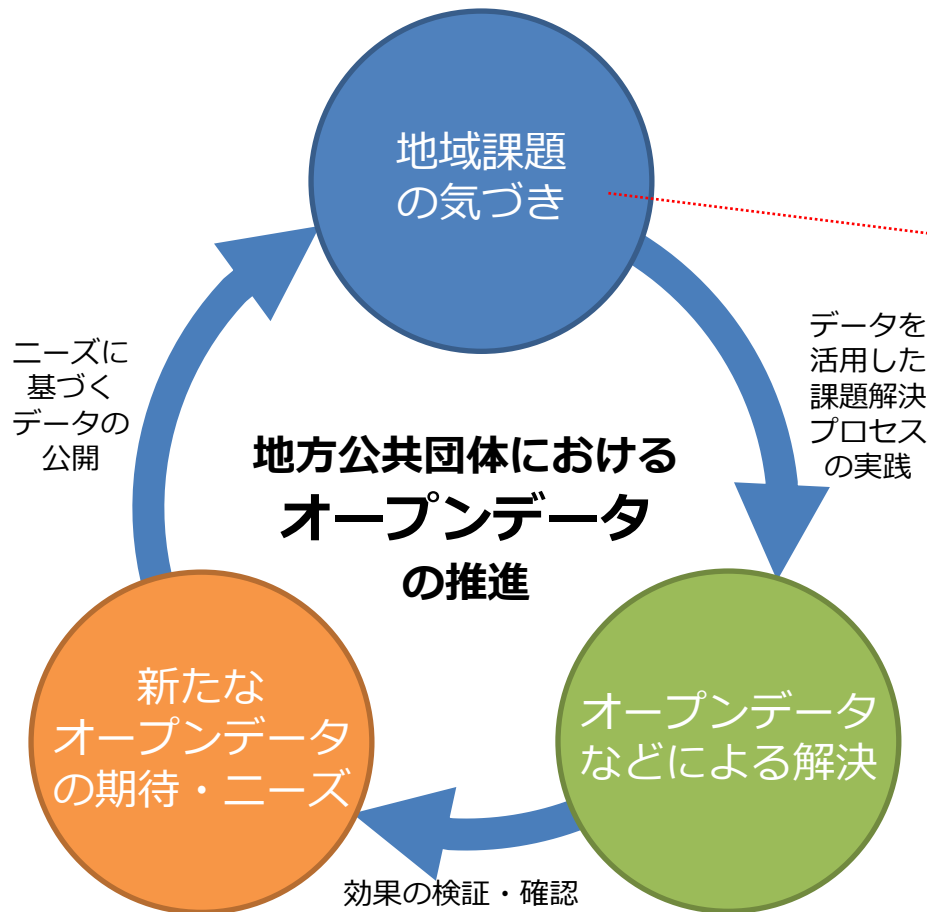 地域課題
の気づき
データを
活用した
課題解決
プロセス
の実践
ニーズに
基づく
データの
公開
地方公共団体における
オープンデータ
の推進
新たな
オープンデータ
の期待・ニーズ
オープンデータ
などによる解決
効果の検証・確認